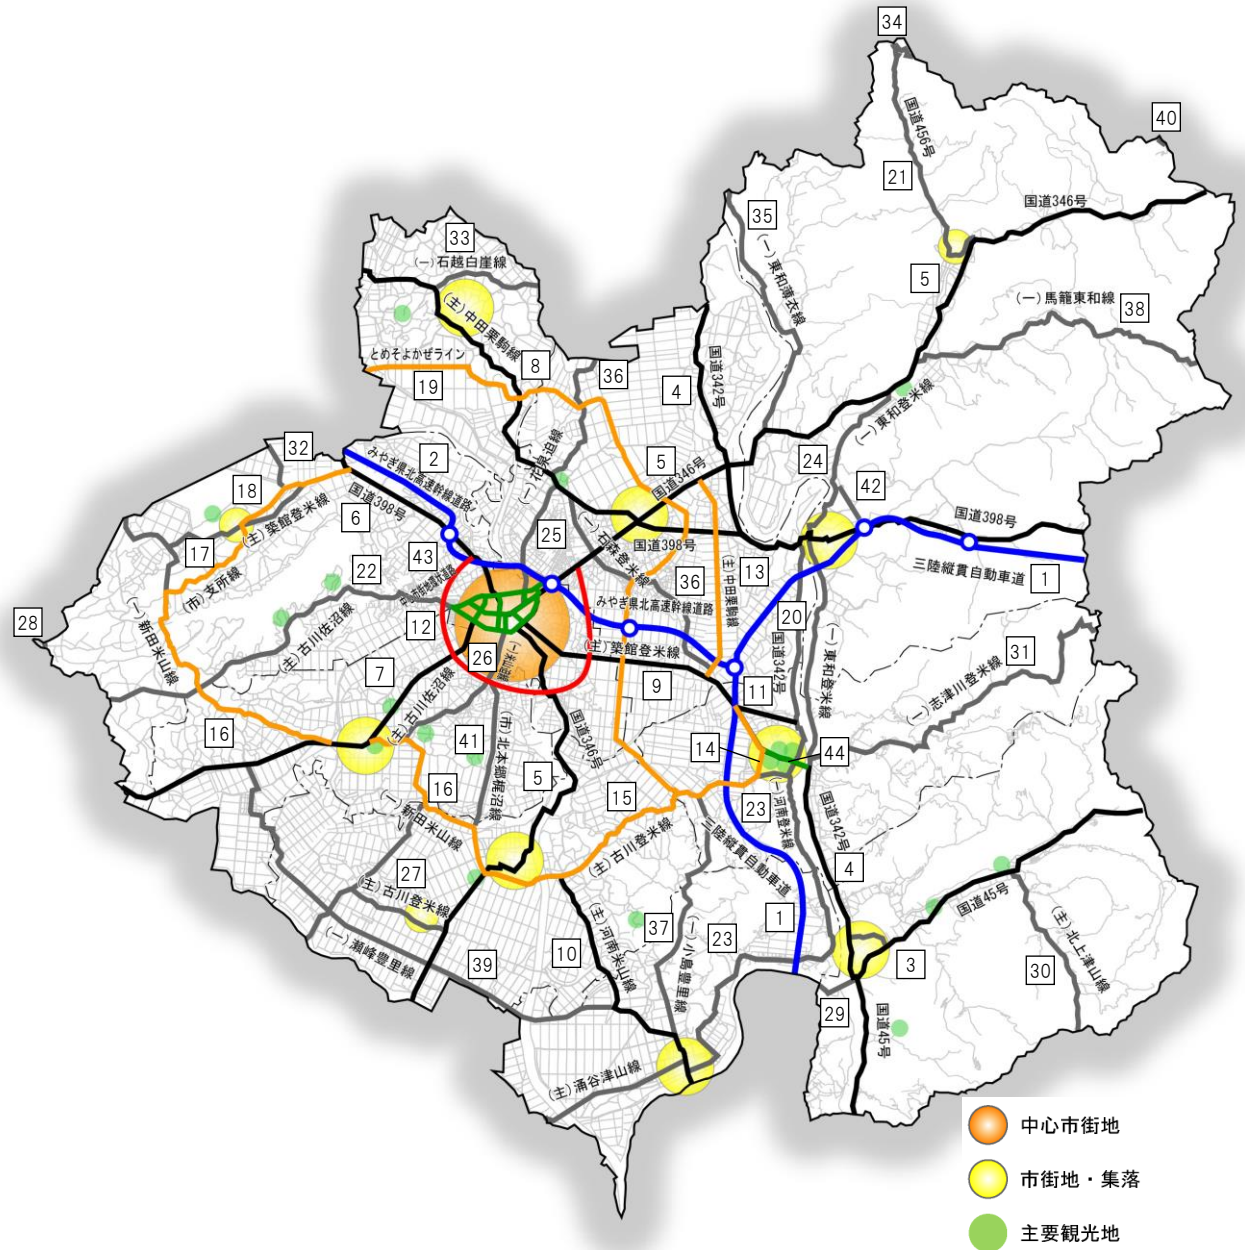 34
国道456号
40
21
国道346号
35
33
(一)石越白崖線
(一)東和薄衣線
5
(一)馬籠東和線
38
(主)中田栗駒線
とめそよかぜライン
8
36
国道342号
19
4
(一)東和登米線
32
2
みやぎ県北高速幹線道路
(一)花泉迫線
5
国道346号
24
42
18
(主)築館登米線
国道398号
6
国道398号
17
43
25
(一)石森登米線
国道398号
三陸縦貫自動車道
1
22
36
(主)中田栗駒線
13
(市)支所線
みやぎ県北高速幹線道路
20
28
(一)新田米山線
(主)古川佐沼線
12
26
(主)築館登米線
国道342号
(一)東和登米線
31
7
9
11
(一)志津川登米線
(主)古川佐沼線
国道346号
16
41
(市)北本郷梶沼線
14
44
16
5
15
23
(一)河南登米線
国道342号
(一)新田米山線
(主)古川登米線
三陸縦貫自動車道
27
(主)古川登米線
4
国道45号
(主)河南米山線
37
1
(一)瀬峰豊里線
39
10
(一)小島豊里線
23
3
(主)北上津山線
30
29
国道45号
(主)涌谷津山線
中心市街地
市街地・集落
主要観光地